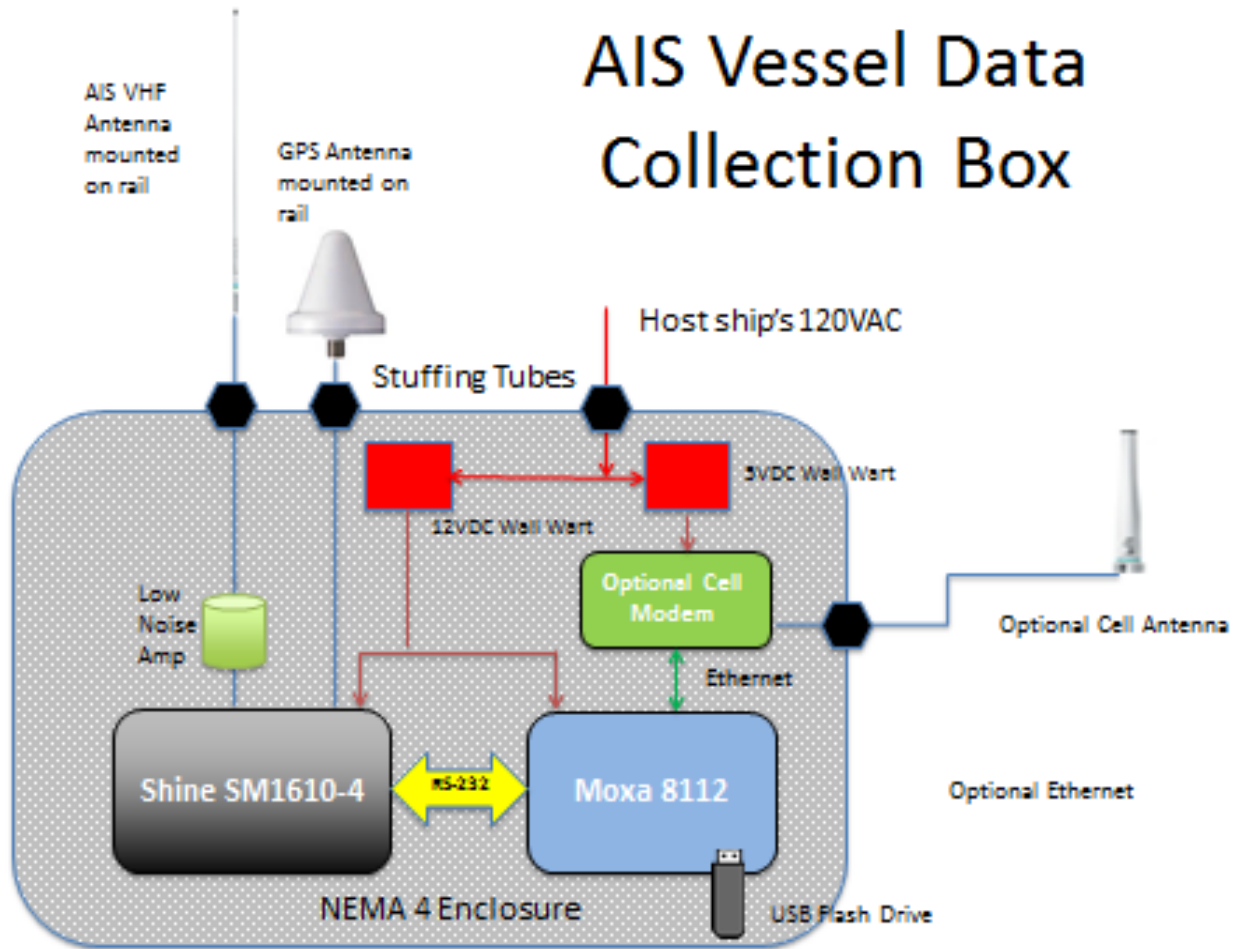 AIS Vessel Data
Collection Box
AIS VHF
Antenna
mounted
on rail
GPS Antenna
mounted on
rail
Host ship's 120VAC
Stuffing Tubes
5VDC Wall Wart
12VDC Wall Wart
Optional Cell
Modem
Low
Noise
Amp
Optional Cell Antenna
Ethernet
Shine SM1610-4
RS-232
Moxa 8112
Optional Ethernet
NEMA 4 Enclosure
USB Flash Drive